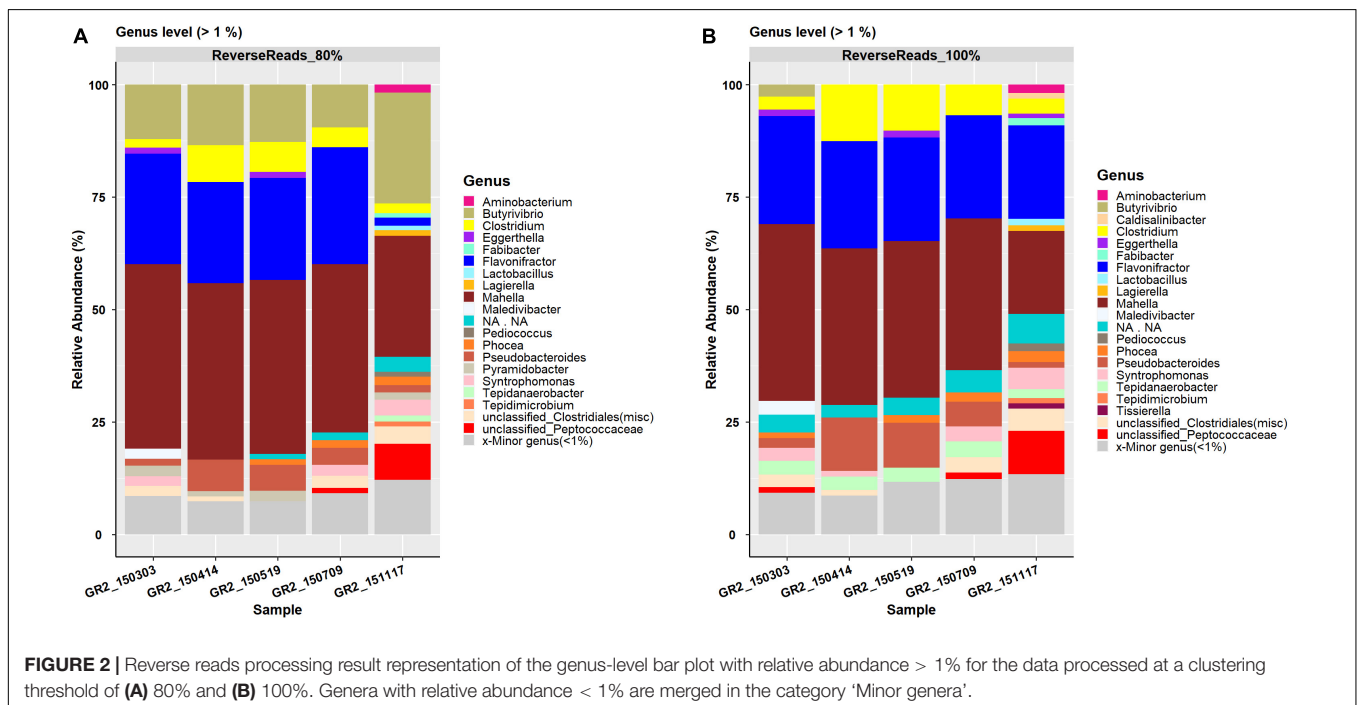 A
Genus level (> 1 %)
ReverseReads_80%
100
75
50
25
0
Relative Abundance (%)
GR2_150303
GR2_150414
GR2_150519
GR2_150709
GR2_151117
Sample
Genus
Aminobacterium
Butyrivibrio
Clostridium
Eggerthella
Fabibacter
Flavonifractor
Lactobacillus
Lagierella
Mahella
Maledivibacter
NA . NA
Pediococcus
Phocea
Pseudobacteroides
Pyramidobacter
Syntrophomonas
Tepidanaerobacter
Tepidimicrobium
unclassified_Clostridiales(misc)
unclassified_Peptococcaceae
x-Minor genus(<1%)
B
Genus level (> 1 %)
ReverseReads_100%
100
75
50
25
0
Relative Abundance (%)
GR2_150303
GR2_150414
GR2_150519
GR2_150709
GR2_151117
Sample
Genus
Aminobacterium
Butyrivibrio
Caldisalinibacter
Clostridium
Eggerthella
Fabibacter
Flavonifractor
Lactobacillus
Lagierella
Mahella
Maledivibacter
NA . NA
Pediococcus
Phocea
Pseudobacteroides
Syntrophomonas
Tepidanaerobacter
Tepidimicrobium
Tissierella
unclassified_Clostridiales(misc)
unclassified_Peptococcaceae
x-Minor genus(<1%)
FIGURE 2 | Reverse reads processing result representation of the genus-level bar plot with relative abundance > 1% for the data processed at a clustering
threshold of (A) 80% and (B) 100%. Genera with relative abundance < 1% are merged in the category ‘Minor genera’.